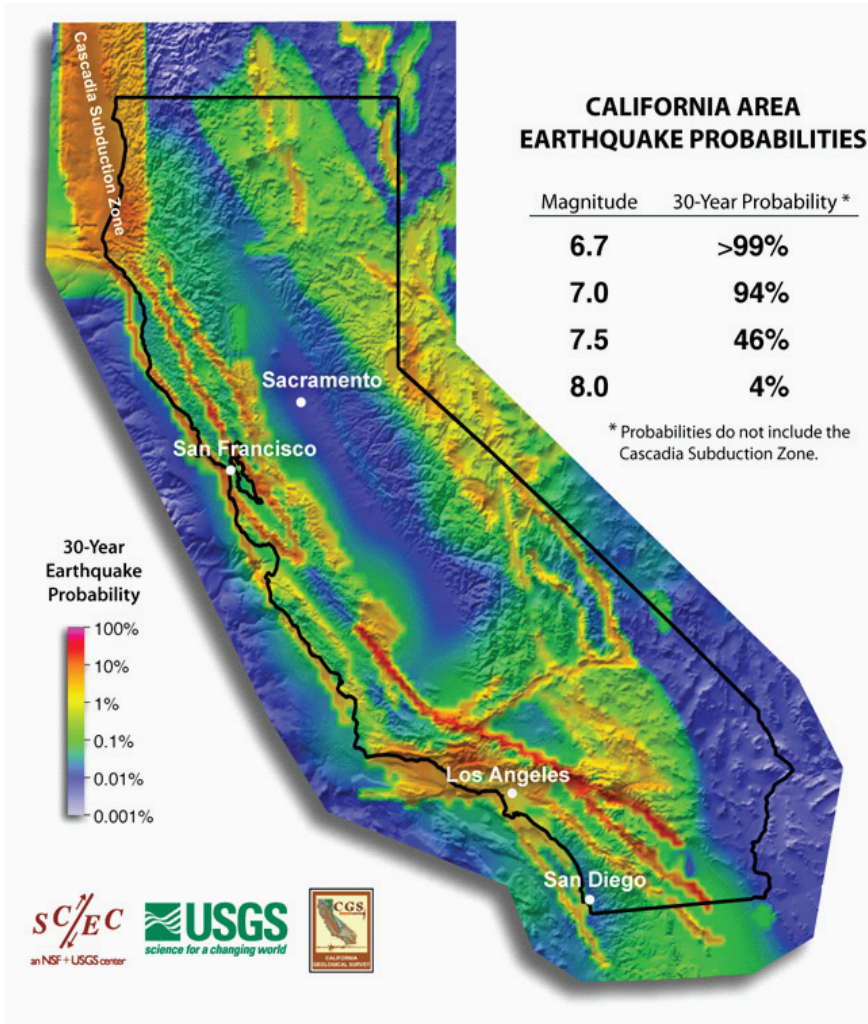 Cascadia Subduction Zone
CALIFORNIA AREA
EARTHQUAKE PROBABILITIES
Magnitude 30-Year Probability *
6.7 >99%
7.0 94%
7.5 46%
8.0 4%
* Probabilities do not include the
Cascadia Subduction Zone.
Sacramento
San Francisco
30-Year
Earthquake
Probability
100%
10%
1%
0.1%
0.01%
0.001%
Los Angeles
San Diego
SC/EC
an NSF+USGS center
USGS
science for a changing world
CGS
CALIFORNIA
GEOLOGICAL SURVEY